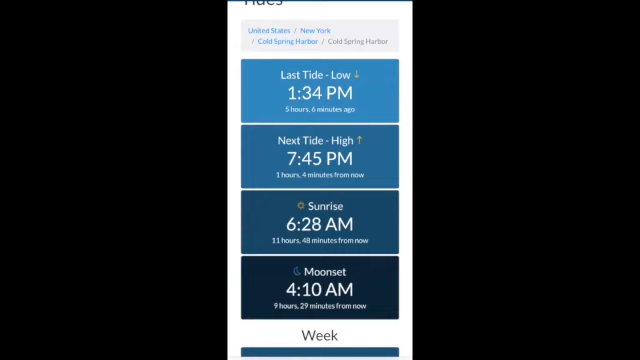 Tides
United States / New York
/ Cold Spring Harbor / Cold Spring Harbor
Last Tide - Low ↓
1:34 PM
5 hours, 6 minutes ago
Next Tide - High ↑
7:45 PM
1 hours, 4 minutes from now
Sunrise
6:28 AM
11 hours, 48 minutes from now
Moonset
4:10 AM
9 hours, 29 minutes from now
Week